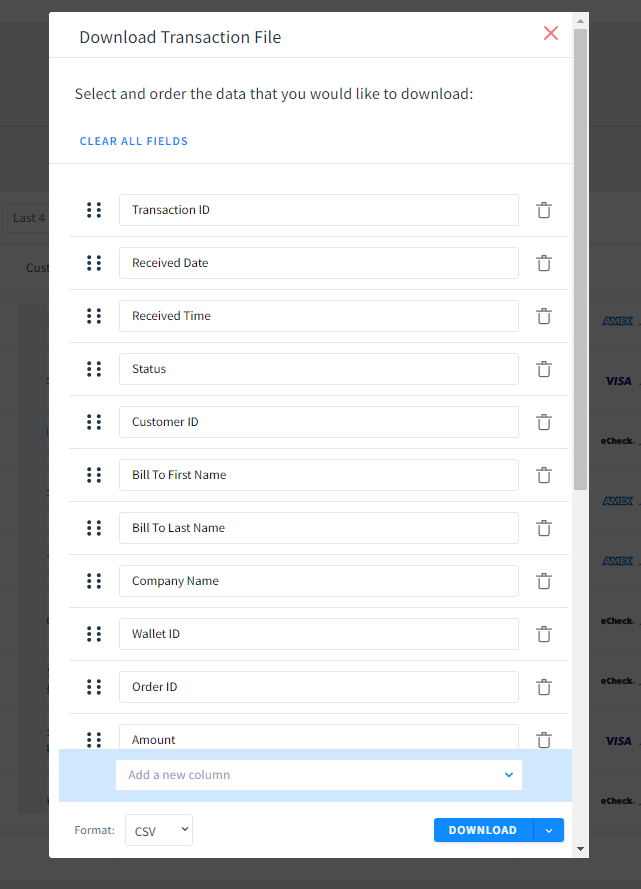 Download Transaction File
Select and order the data that you would like to download:
CLEAR ALL FIELDS
Last 4
Cust
Transaction ID
Received Date
Received Time
AMEX
Status
VISA
Customer ID
eCheck.
Bill To First Name
AMEX
Bill To Last Name
AMEX
Company Name
eCheck.
Wallet ID
Order ID
eCheck.
Amount
VISA
Add a new column
eCheck.
Format:
CSV
DOWNLOAD